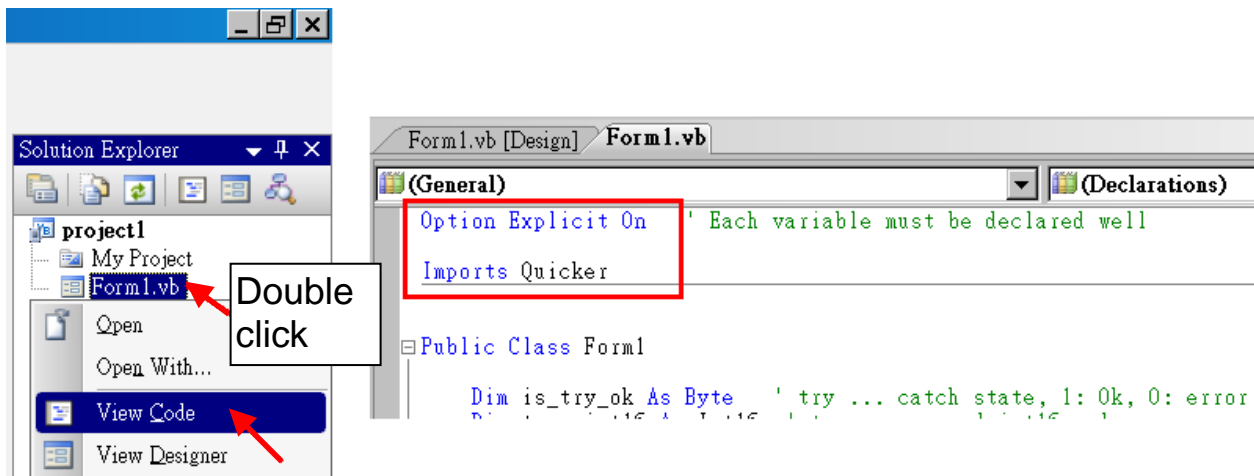 Solution Explorer
project1
My Project
Form1.vb
Double
click
Open
Open With...
View Code
View Designer
Form1.vb [Design] Form1.vb
(General) (Declarations)
Option Explicit On ' Each variable must be declared well
Imports Quicker
Public Class Form1
Dim is_try_ok As Byte ' try ... catch state, 1: Ok, 0: error